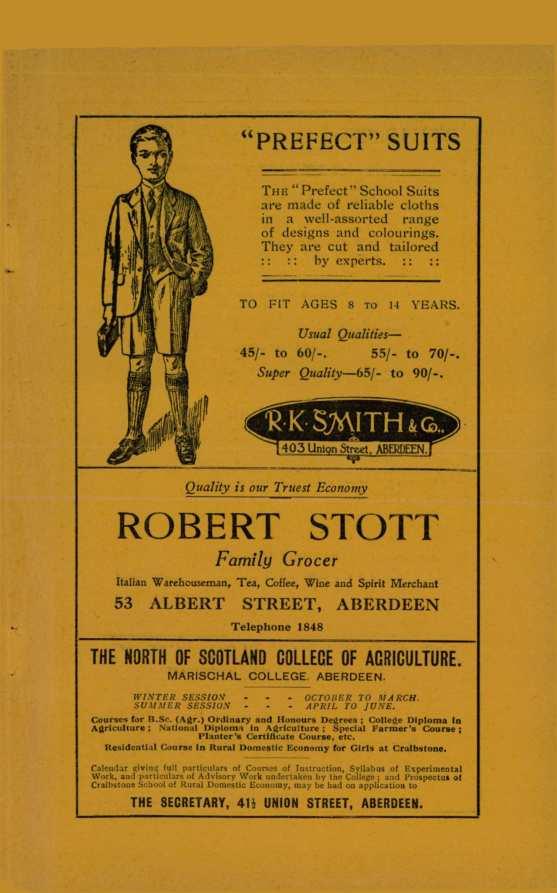 "PREFECT" SUITS
THE "Prefect" School Suits
are made of reliable cloths
in a well-assorted range
of designs and colourings.
They are cut and tailored
:: :: by experts. :: ::
TO FIT AGES 8 TO 14 YEARS.
Usual Qualities—
45/- to 60/-. 55/- to 70/-.
Super Quality—65/- to 90/-.
R.K. SMITH & Co.,
403 Union Street, ABERDEEN.
Quality is our Truest Economy
ROBERT STOTT
Family Grocer
Italian Warehouseman, Tea, Coffee, Wine and Spirit Merchant
53 ALBERT STREET, ABERDEEN
Telephone 1848
THE NORTH OF SCOTLAND COLLEGE OF AGRICULTURE.
MARISCHAL COLLEGE. ABERDEEN.
WINTER SESSION - - - OCTOBER TO MARCH.
SUMMER SESSION - - - APRIL TO JUNE.
Courses for B.Sc. (Agr.) Ordinary and Honours Degrees; College Diploma in
Agriculture; National Diploma in Agriculture; Special Farmer's Course;
Planter's Certificate Course, etc.
Residential Course in Rural Domestic Economy for Girls at Craibstone.
Calendar giving full particulars of Courses of Instruction, Syllabus of Experimental
Work, and particulars of Advisory Work undertaken by the College; and Prospectus of
Craibstone School of Rural Domestic Economy, may be had on application to
THE SECRETARY, 41½ UNION STREET, ABERDEEN.